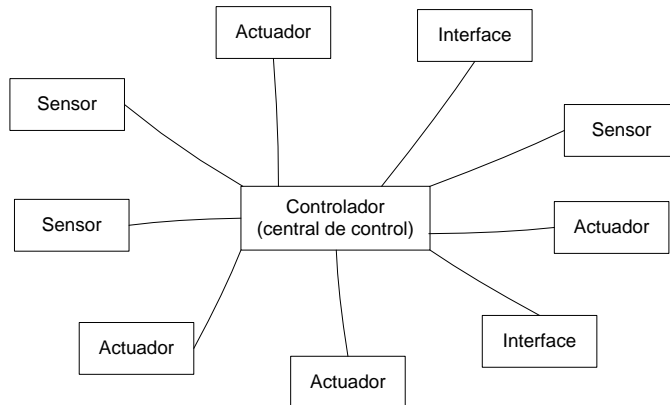 Actuador
Interface
Sensor
Sensor
Controlador
(central de control)
Sensor
Actuador
Actuador
Interface
Actuador